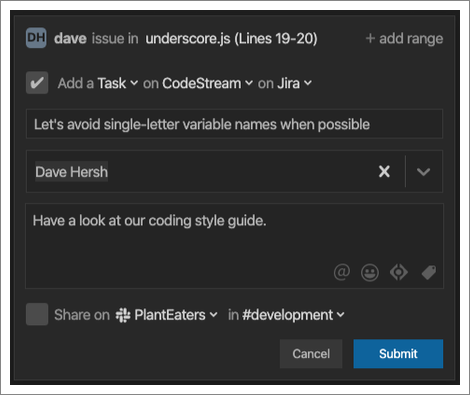 DH dave issue in underscore.js (Lines 19-20) + add range
Add a Task on CodeStream on Jira
Let's avoid single-letter variable names when possible
Dave Hersh
Have a look at our coding style guide.
@
Share on PlantEaters in #development
Cancel Submit